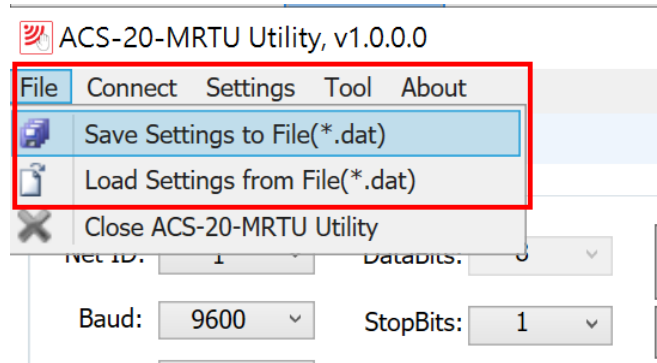 ACS-20-MRTU Utility, v1.0.0.0
File Connect Settings Tool About
Save Settings to File(*.dat)
Load Settings from File(*.dat)
Close ACS-20-MRTU Utility
Net ID: 1 DataBits: 8
Baud: 9600 StopBits: 1